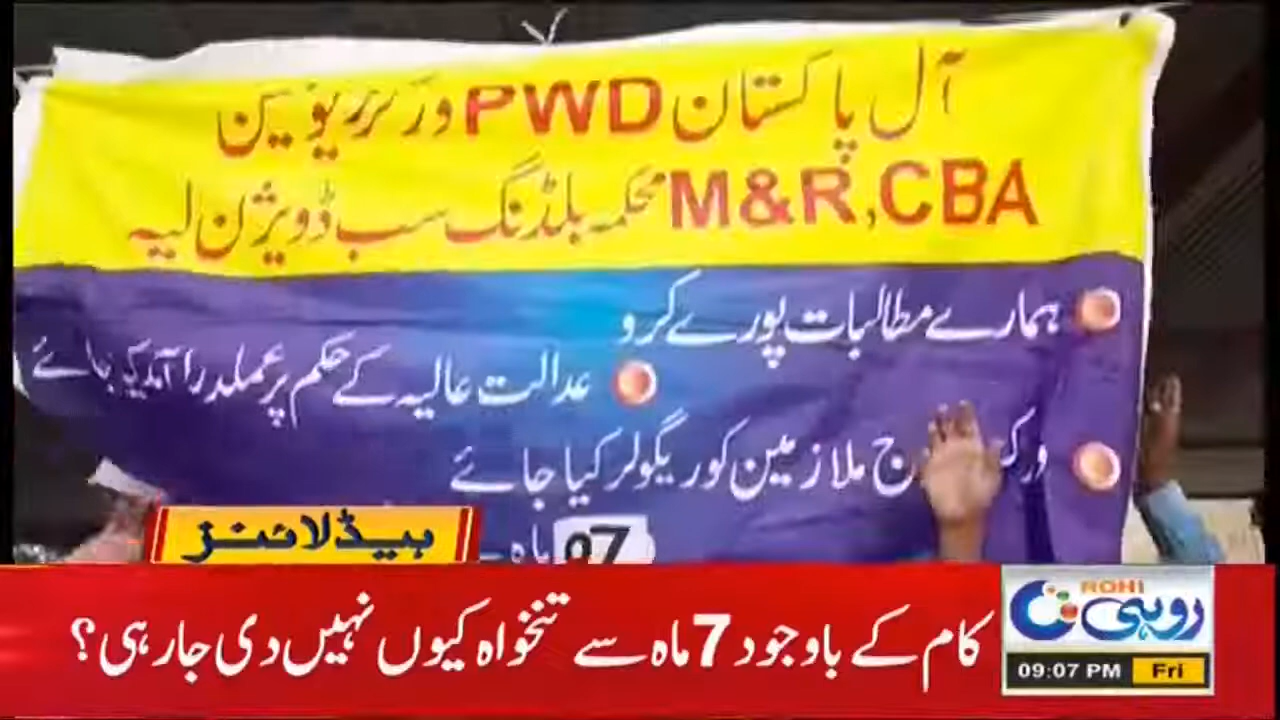 آل پاکستان PWD ورکرز یونین
M&R, CBA محکمہ بلڈنگ سب ڈویژن لیہ
ہمارے مطالبات پورے کرو
عدالت عالیہ کے حکم پر عملدرآمد کیا جائے
ج ملازمین کو ریگولر کیا جائے
07 ماہ
ہیڈلائنز
کام کے باوجود 7 ماہ سے تنخواہ کیوں نہیں دی جا رہی؟
ROHI
روہی
09:07 PM Fri